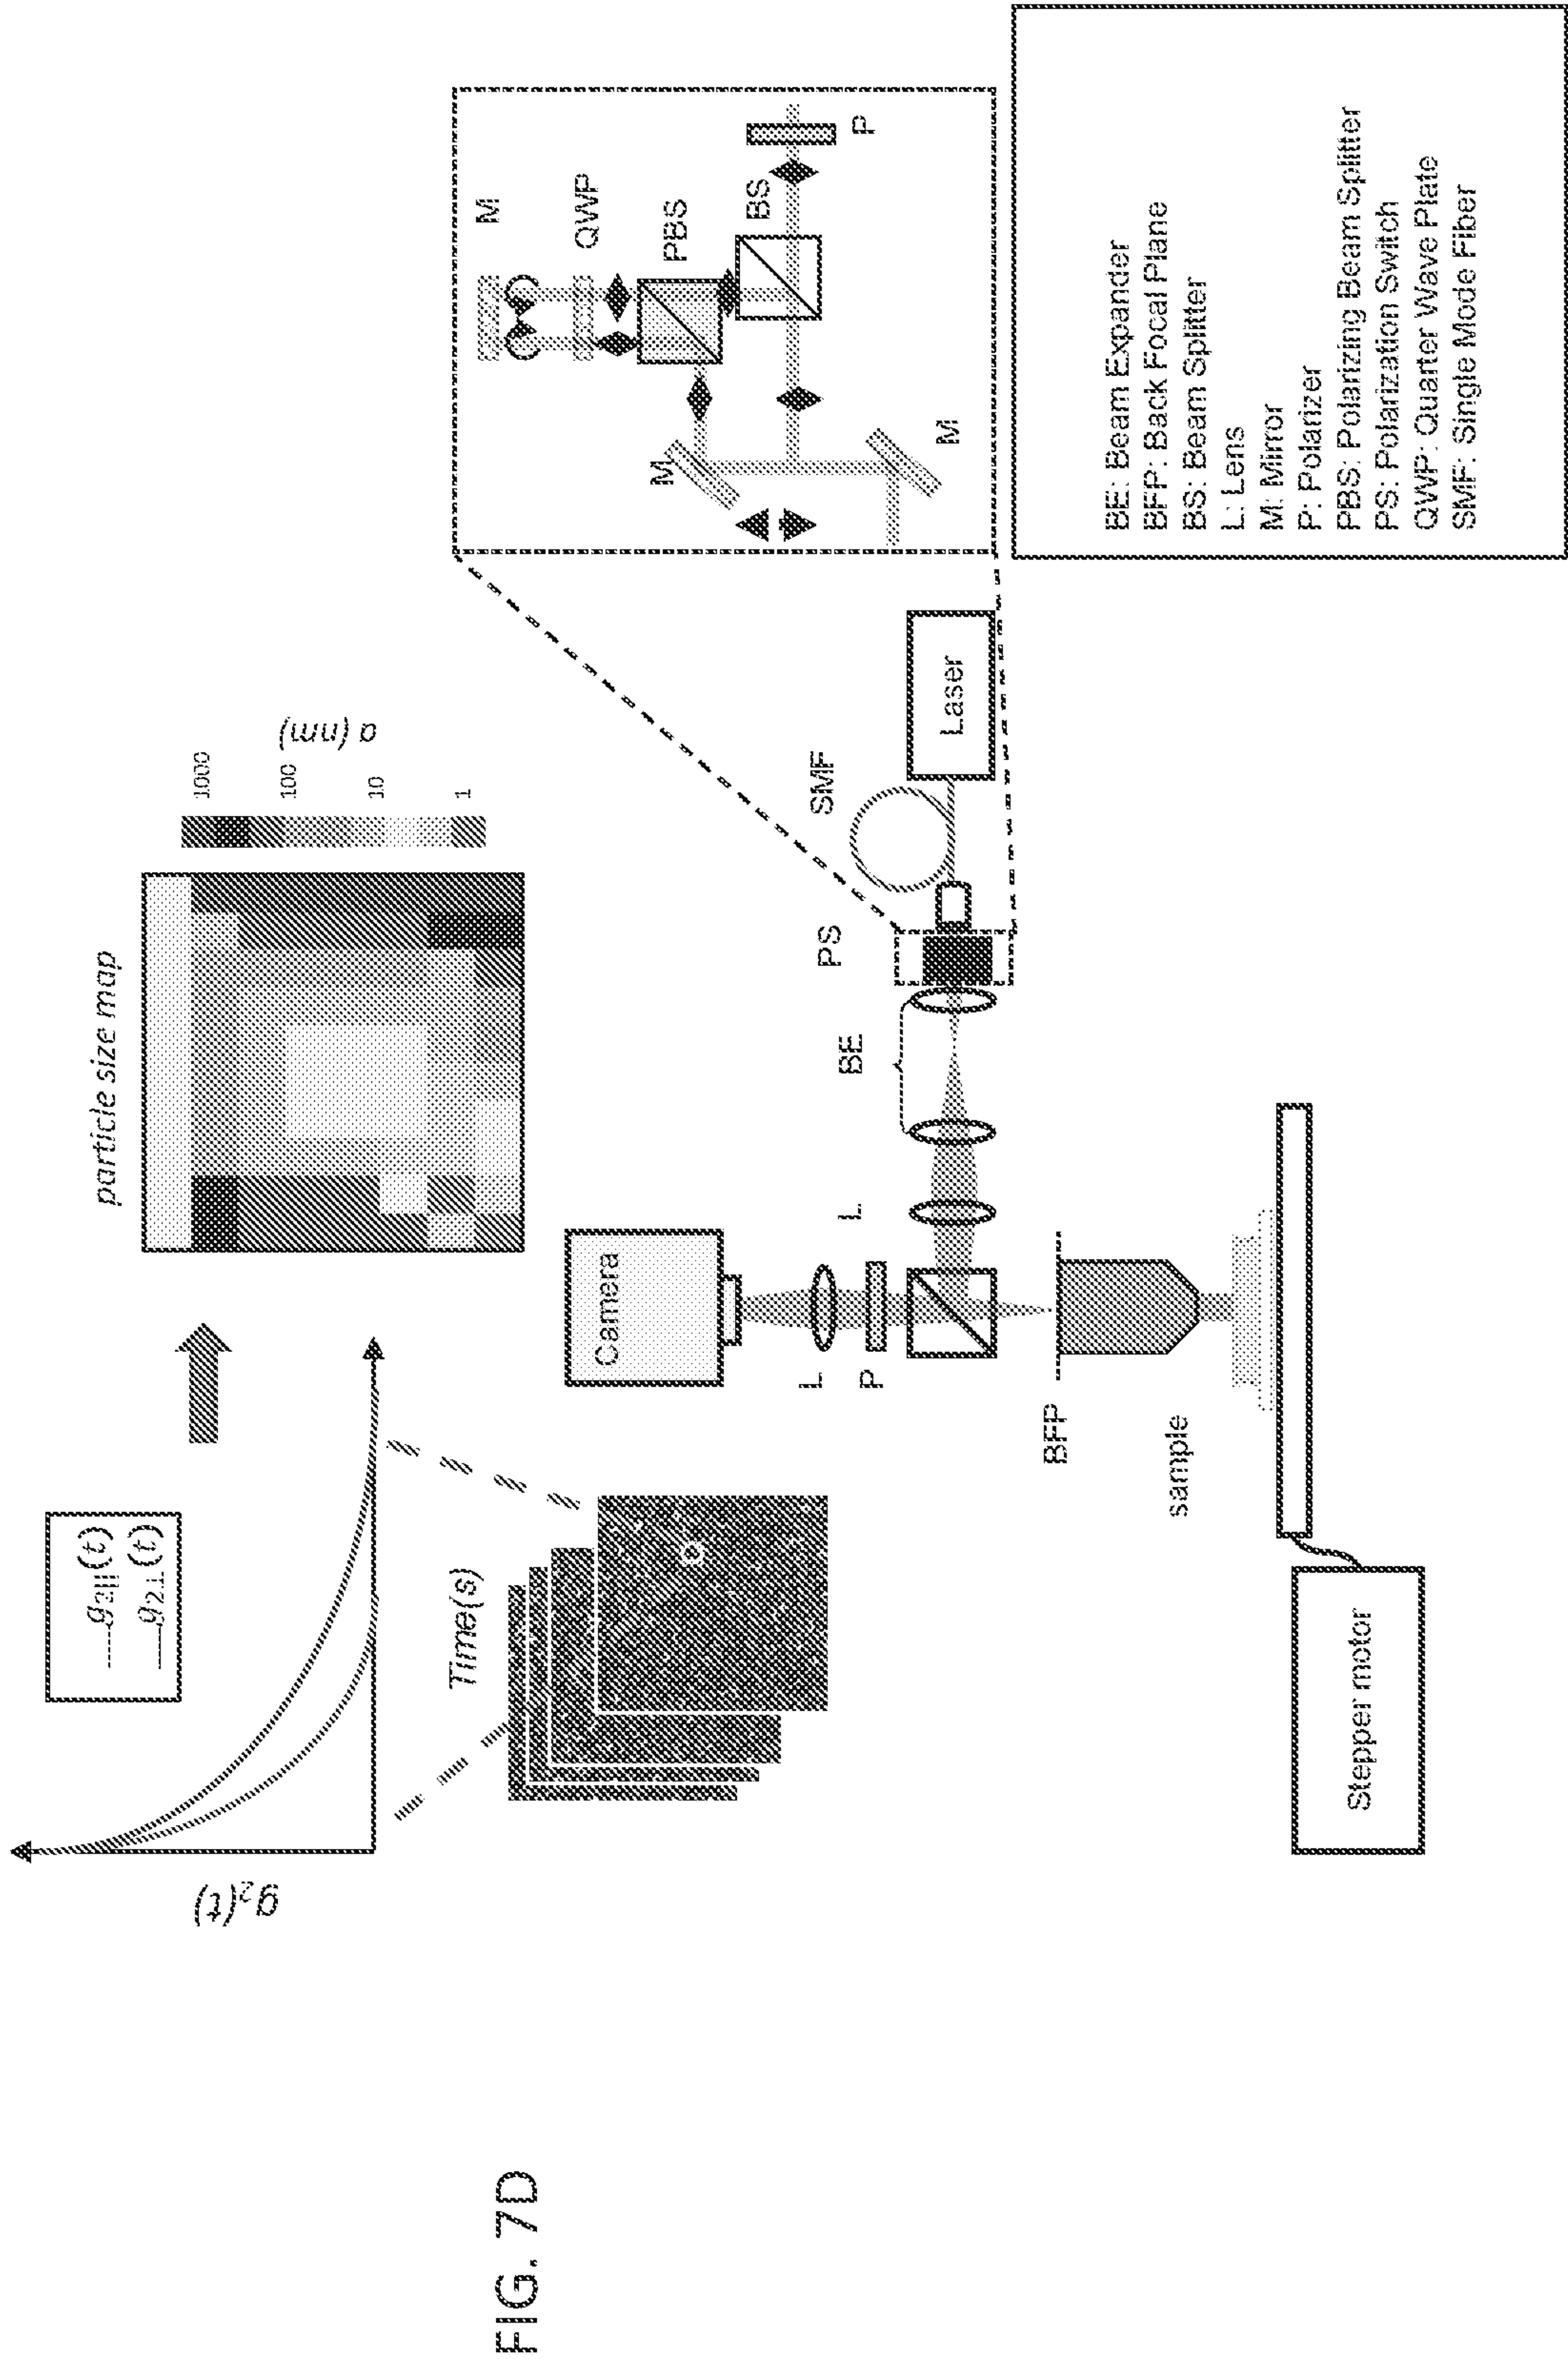 FIG. 7D
g₂(t)
----g₂||(t)
—g₂⊥(t)
Time(s)
particle size map
1000
100
10
1
a (nm)
Camera
L
P
L
BE
PS
SMF
Laser
BFP
sample
Stepper motor
M
QWP
PBS
BS
P
M
M
BE: Beam Expander
BFP: Back Focal Plane
BS: Beam Splitter
L: Lens
M: Mirror
P: Polarizer
PBS: Polarizing Beam Splitter
PS: Polarization Switch
QWP: Quarter Wave Plate
SMF: Single Mode Fiber